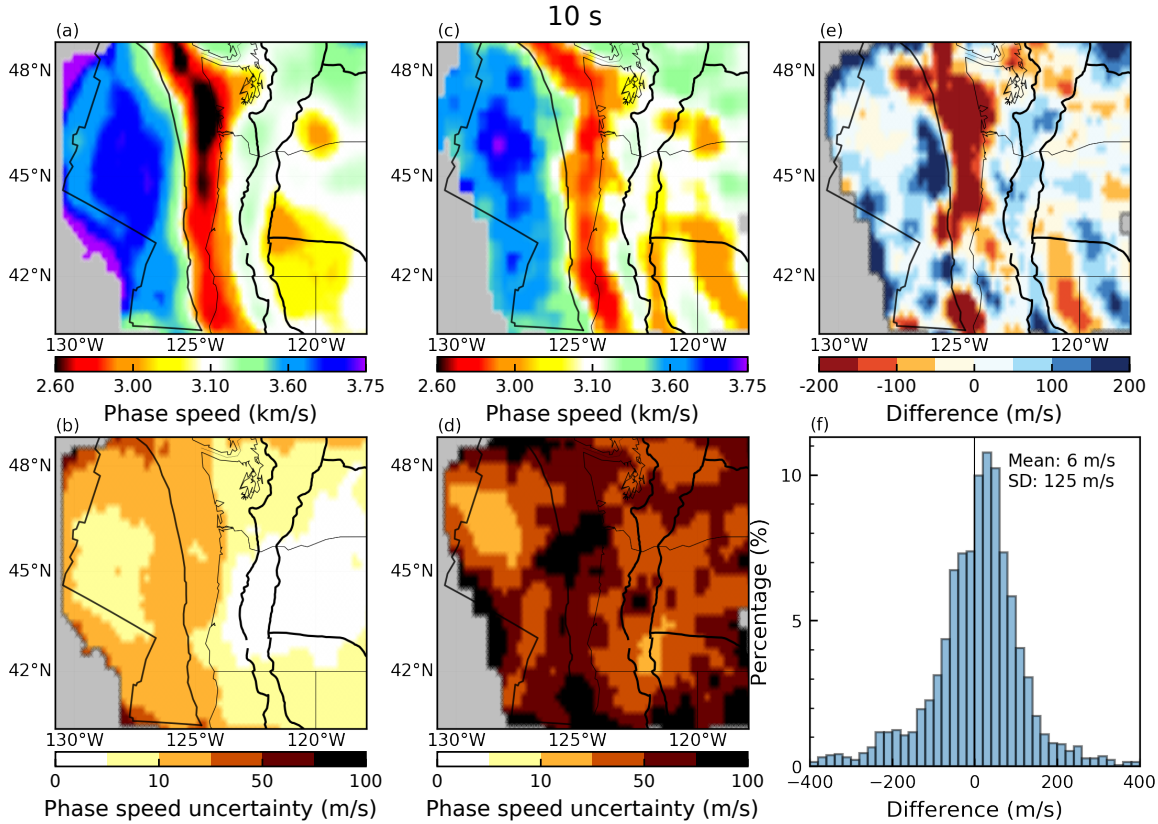 10 s
(a)
48°N
45°N
42°N
130°W 125°W 120°W
2.60 3.00 3.10 3.60 3.75
Phase speed (km/s)
(c)
48°N
45°N
42°N
130°W 125°W 120°W
2.60 3.00 3.10 3.60 3.75
Phase speed (km/s)
(e)
48°N
45°N
42°N
130°W 125°W 120°W
-200 -100 0 100 200
Difference (m/s)
(b)
48°N
45°N
42°N
130°W 125°W 120°W
0 10 50 100
Phase speed uncertainty (m/s)
(d)
48°N
45°N
42°N
130°W 125°W 120°W
0 10 50 100
Phase speed uncertainty (m/s)
(f)
Mean: 6 m/s
SD: 125 m/s
Percentage (%)
10
5
0
−400 −200 0 200 400
Difference (m/s)